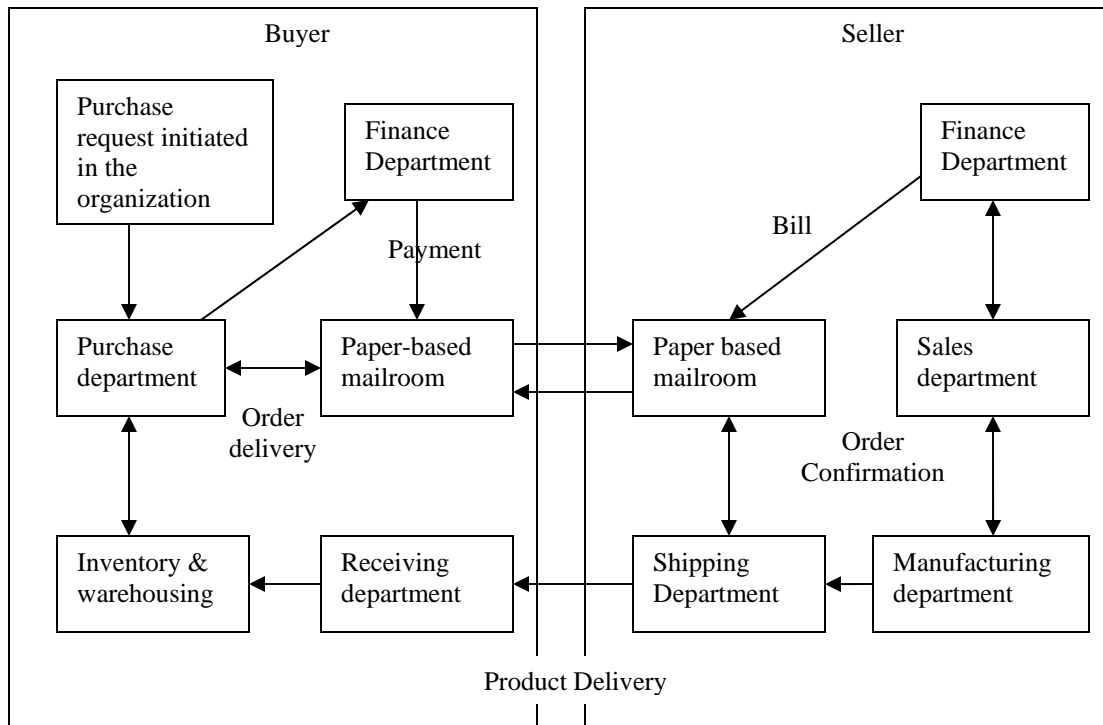 Buyer
Seller
Purchase
request initiated
in the
organization
Finance
Department
Finance
Department
Payment
Bill
Purchase
department
Paper-based
mailroom
Paper based
mailroom
Sales
department
Order
delivery
Order
Confirmation
Inventory &
warehousing
Receiving
department
Shipping
Department
Manufacturing
department
Product Delivery